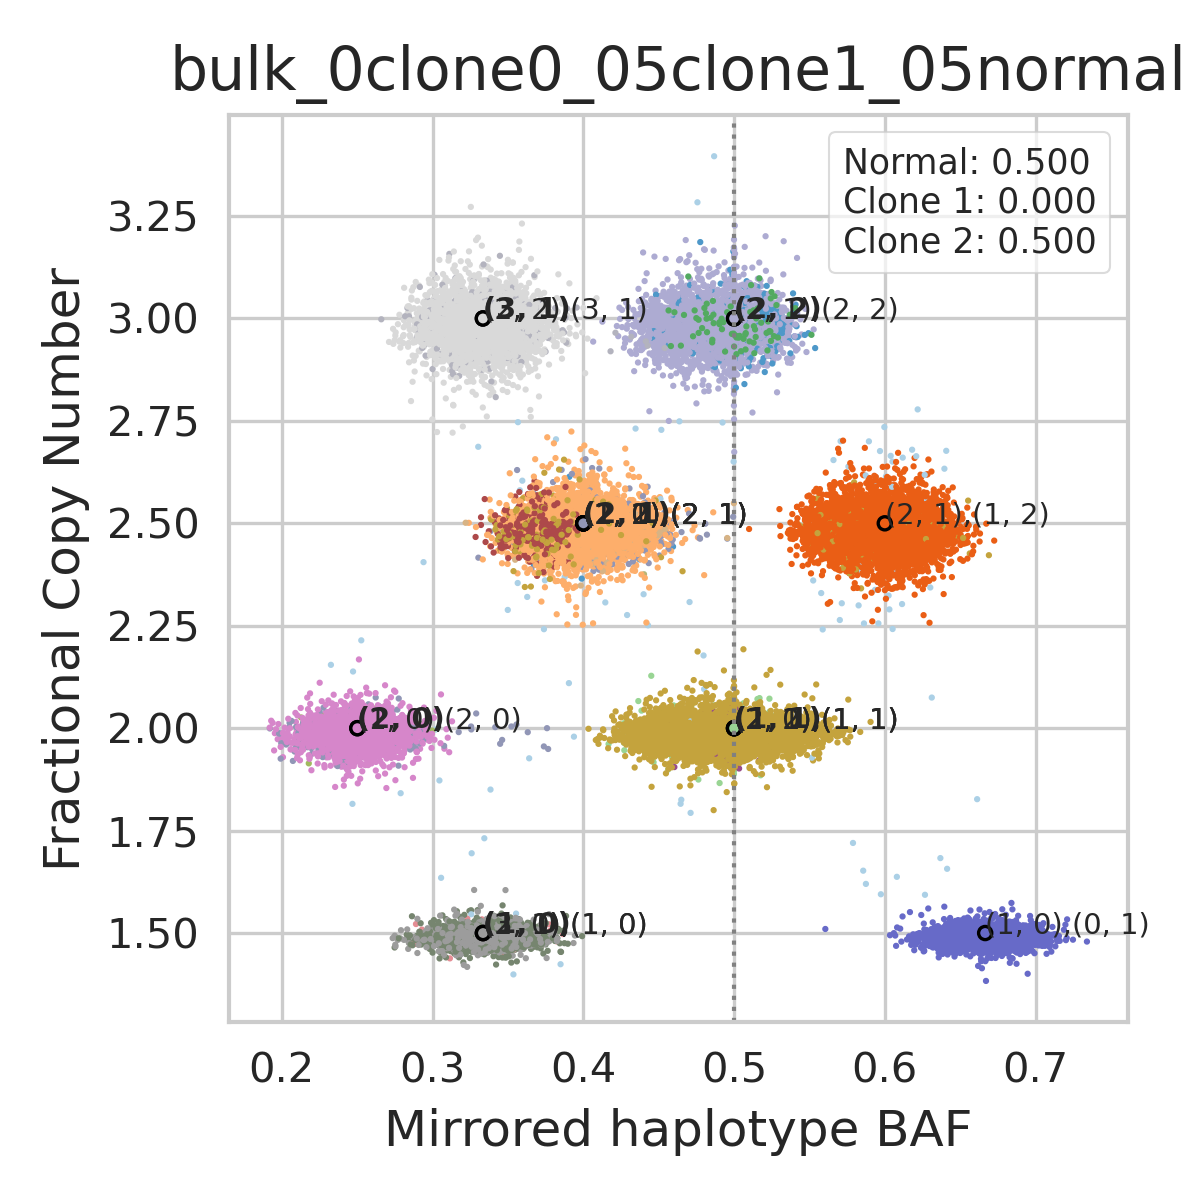 bulk_0clone0_05clone1_05normal
Normal: 0.500
Clone 1: 0.000
Clone 2: 0.500
3.25
3.00
2.75
2.50
2.25
2.00
1.75
1.50
Fractional Copy Number
(3, 1)
(2, 2)
(2, 1)
(2, 1),(1, 2)
(2, 0)
(1, 1)
(1, 0)
(1, 0),(0, 1)
0.2
0.3
0.4
0.5
0.6
0.7
Mirrored haplotype BAF